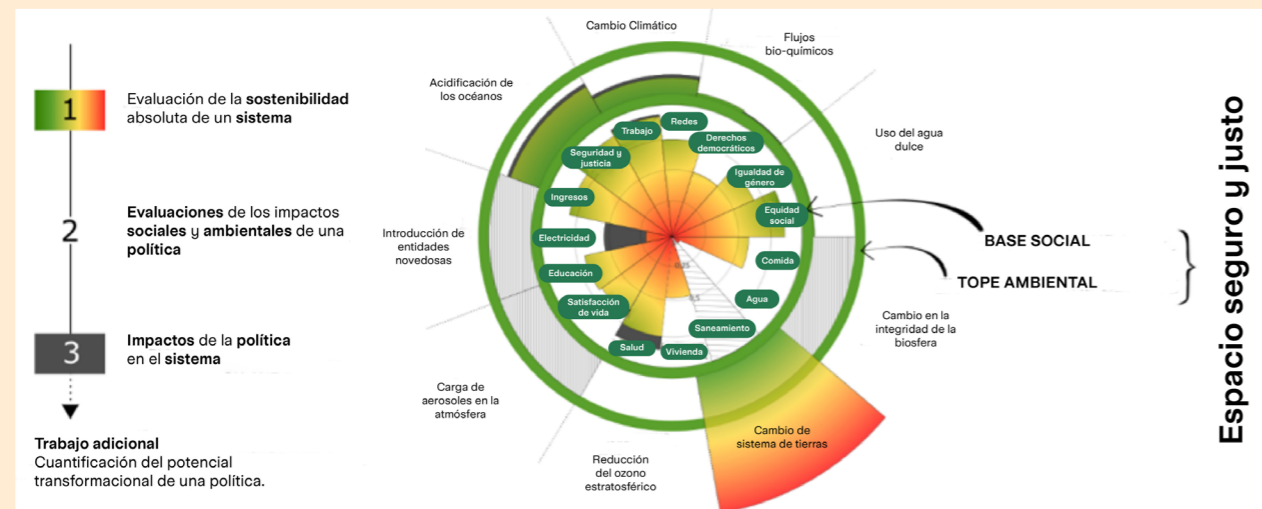 1
Evaluación de la sostenibilidad
absoluta de un sistema
2
Evaluaciones de los impactos
sociales y ambientales de una
política
3
Impactos de la política
en el sistema
Trabajo adicional
Cuantificación del potencial
transformacional de una política.
Cambio Climático
Flujos
bio-químicos
Acidificación de
los océanos
Uso del agua
dulce
Introducción de
entidades
novedosas
Cambio en la
integridad de la
biosfera
Carga de
aerosoles en la
atmósfera
Reducción
del ozono
estratosférico
Cambio de
sistema de tierras
Redes
Trabajo
Derechos
democráticos
Seguridad y
justicia
Igualdad de
género
Ingresos
Equidad
social
Electricidad
Comida
Educación
Agua
Satisfacción
de vida
Saneamiento
Salud
Vivienda
BASE SOCIAL
TOPE AMBIENTAL
Espacio seguro y justo